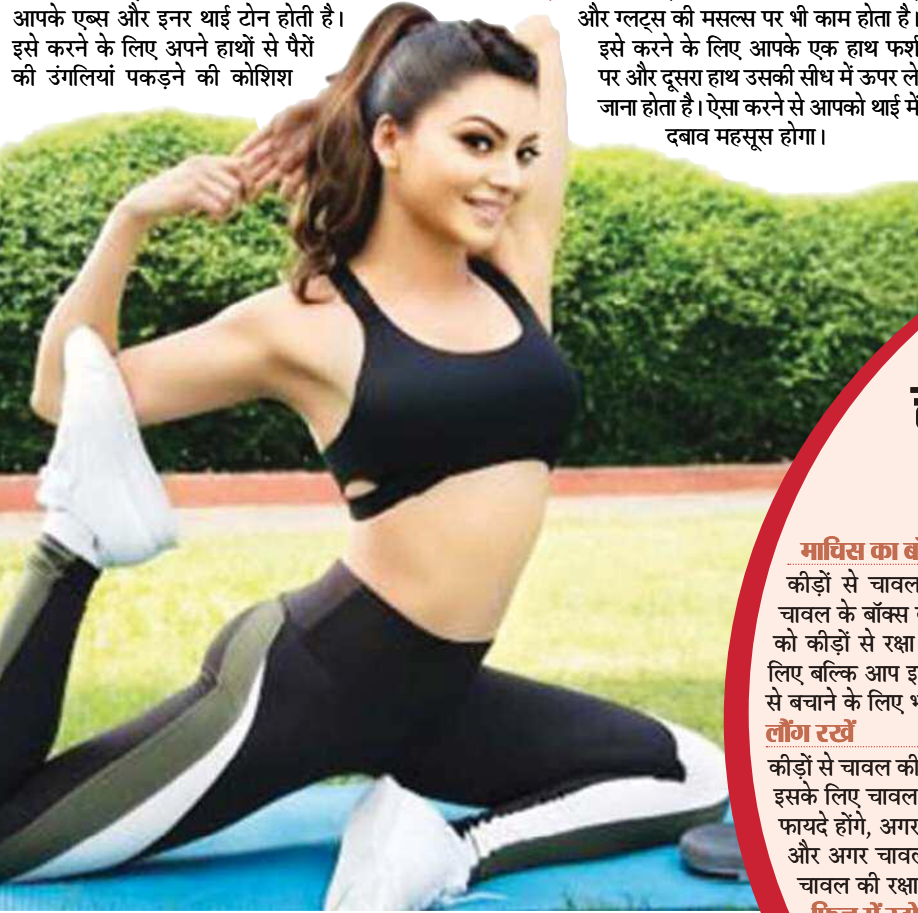 आपके एब्स और इनर थाई टोन होती है।
इसे करने के लिए अपने हाथों से पैरों
की उंगलियां पकड़ने की कोशिश
और ग्लट्स की मसल्स पर भी काम होता है।
इसे करने के लिए आपके एक हाथ फर्श
पर और दूसरा हाथ उसकी सीध में ऊपर ले
जाना होता है। ऐसा करने से आपको थाई में
दबाव महसूस होगा।
माचिस का
कीड़ों से चावल
चावल के बॉक्स
को कीड़ों से रक्षा
लिए बल्कि आप
से बचाने के लिए
लौंग रखें
कीड़ों से चावल की
इसके लिए चावल
फायदे होंगे, अगर
और अगर चावल
चावल की रक्षा